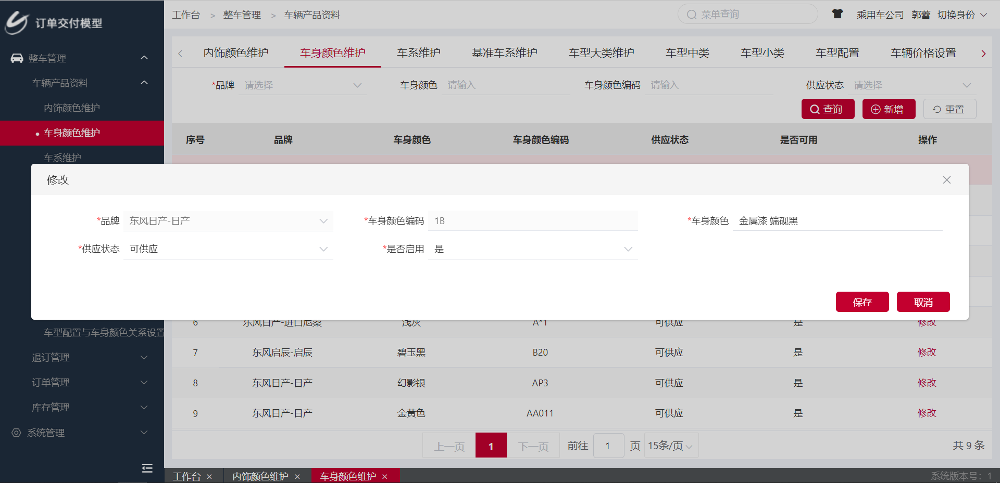 订单交付模型
工作台 > 整车管理 > 车辆产品资料
菜单查询
乘用车公司 郭蕾 切换身份
整车管理
车辆产品资料
内饰颜色维护
车身颜色维护
车系维护
内饰颜色维护 车身颜色维护 车系维护 基准车系维护 车型大类维护 车型中类 车型小类 车型配置 车辆价格设置
*品牌 请选择 车身颜色 请输入 车身颜色编码 请输入 供应状态 请选择
查询 新增 重置
序号 品牌 车身颜色 车身颜色编码 供应状态 是否可用 操作
修改
*品牌 东风日产-日产 *车身颜色编码 1B *车身颜色 金属漆 端砚黑
*供应状态 可供应 *是否启用 是
保存 取消
6 东风日产-进口尼桑 浅灰 A*1 可供应 是 修改
7 东风启辰-启辰 碧玉黑 B20 可供应 是 修改
8 东风日产-日产 幻影银 AP3 可供应 是 修改
9 东风日产-日产 金黄色 AA011 可供应 是 修改
车型配置与车身颜色关系设置
退订管理
订单管理
库存管理
系统管理
上一页 1 下一页 前往 1 页 15条/页
共 9 条
工作台 × 内饰颜色维护 × 车身颜色维护 ×
系统版本号：1